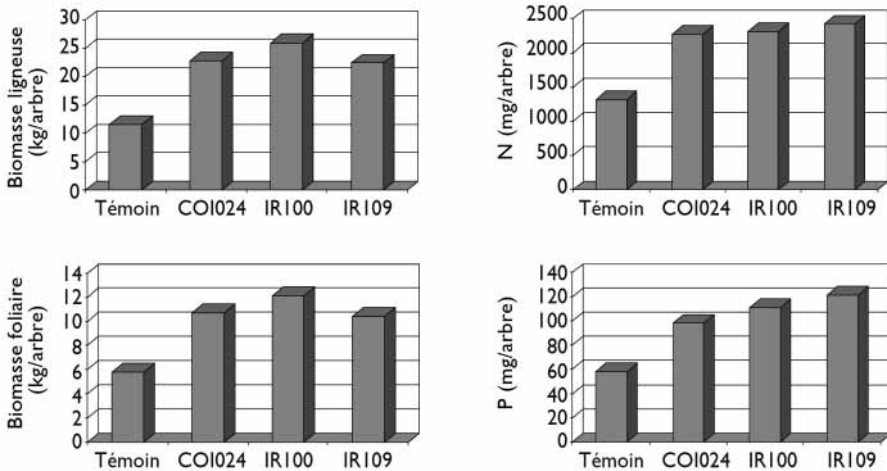 Biomasse ligneuse
(kg/arbre)
30
25
20
15
10
5
0
Témoin COI024 IR100 IR109
N (mg/arbre)
2500
2000
1500
1000
500
0
Témoin COI024 IR100 IR109
Biomasse foliaire
(kg/arbre)
14
12
10
8
6
4
2
0
Témoin COI024 IR100 IR109
P (mg/arbre)
140
120
100
80
60
40
20
0
Témoin COI024 IR100 IR109